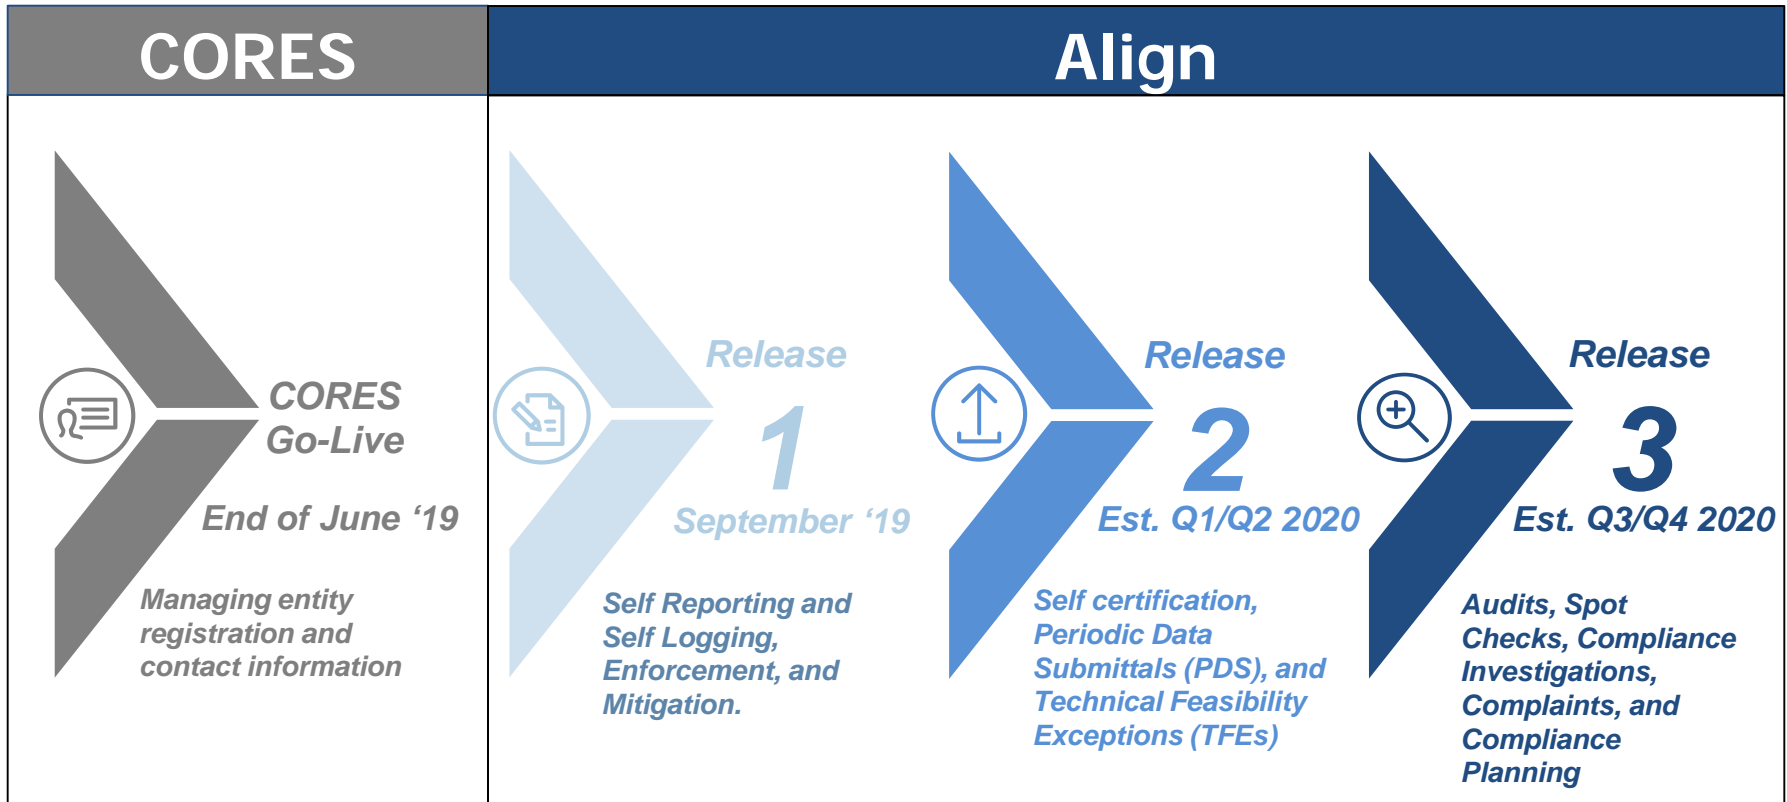 CORES
Align
CORES
Go-Live
End of June ‘19
Managing entity
registration and
contact information
Release
1
September ‘19
Self Reporting and
Self Logging,
Enforcement, and
Mitigation.
Release
2
Est. Q1/Q2 2020
Self certification,
Periodic Data
Submittals (PDS), and
Technical Feasibility
Exceptions (TFEs)
Release
3
Est. Q3/Q4 2020
Audits, Spot
Checks, Compliance
Investigations,
Complaints, and
Compliance
Planning